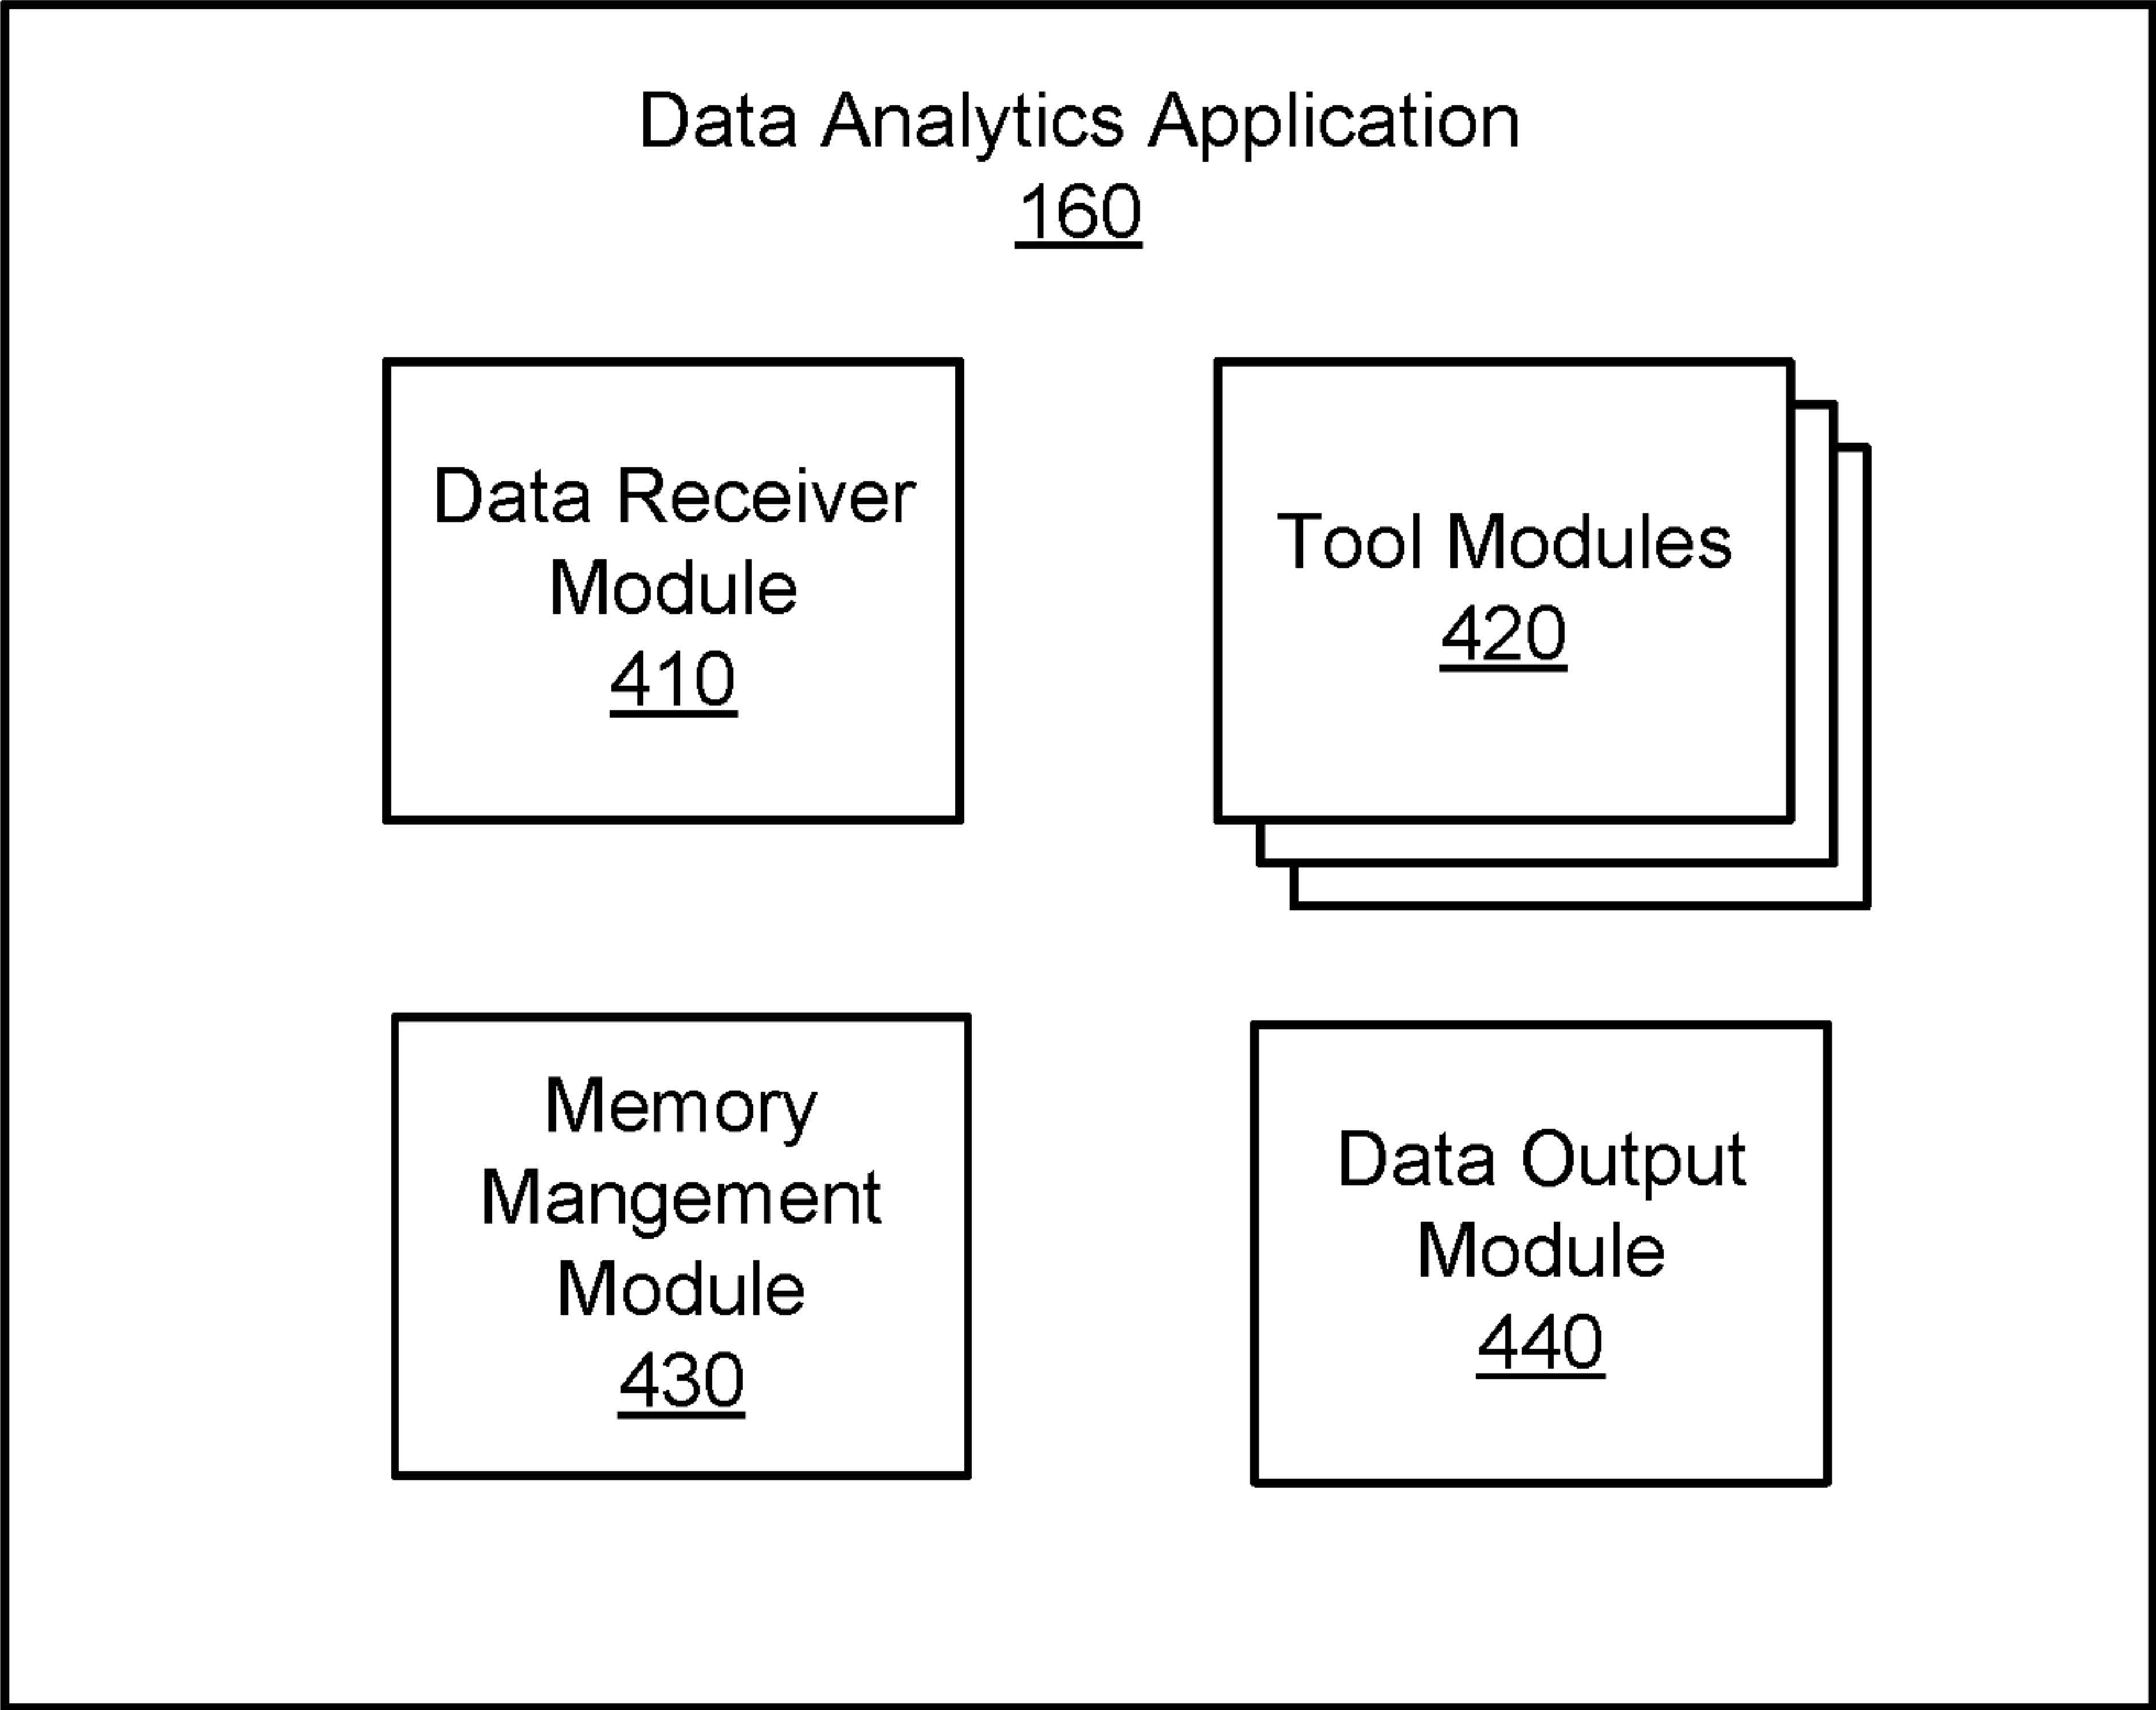 Data Analytics Application
160
Data Receiver
Module
410
Tool Modules
420
Memory
Mangement
Module
430
Data Output
Module
440